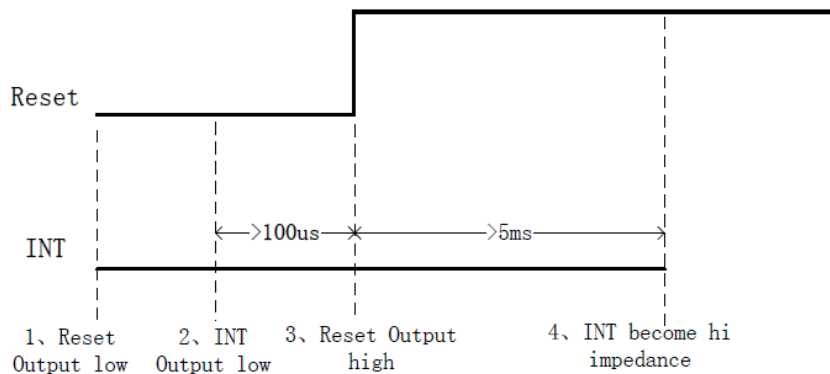 Reset
>100us
>5ms
INT
1、Reset
Output low
2、INT
Output low
3、Reset Output
high
4、INT become hi
impedance